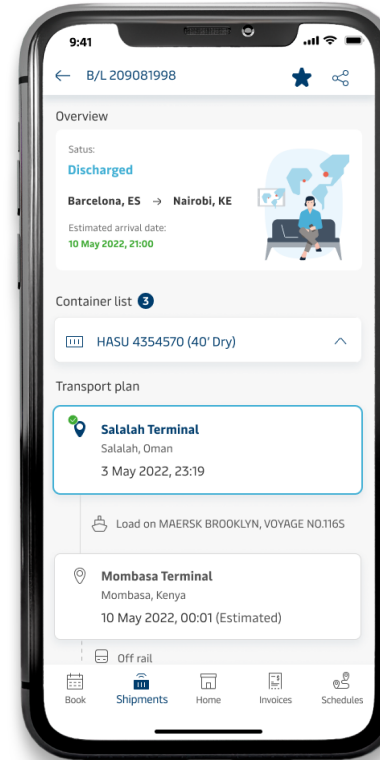 9:41
B/L 209081998
Overview
Satus:
Discharged
Barcelona, ES → Nairobi, KE
Estimated arrival date:
10 May 2022, 21:00
Container list 3
HASU 4354570 (40' Dry)
Transport plan
Salalah Terminal
Salalah, Oman
3 May 2022, 23:19
Load on MAERSK BROOKLYN, VOYAGE NO.116S
Mombasa Terminal
Mombasa, Kenya
10 May 2022, 00:01 (Estimated)
Off rail
Book Shipments Home Invoices Schedules